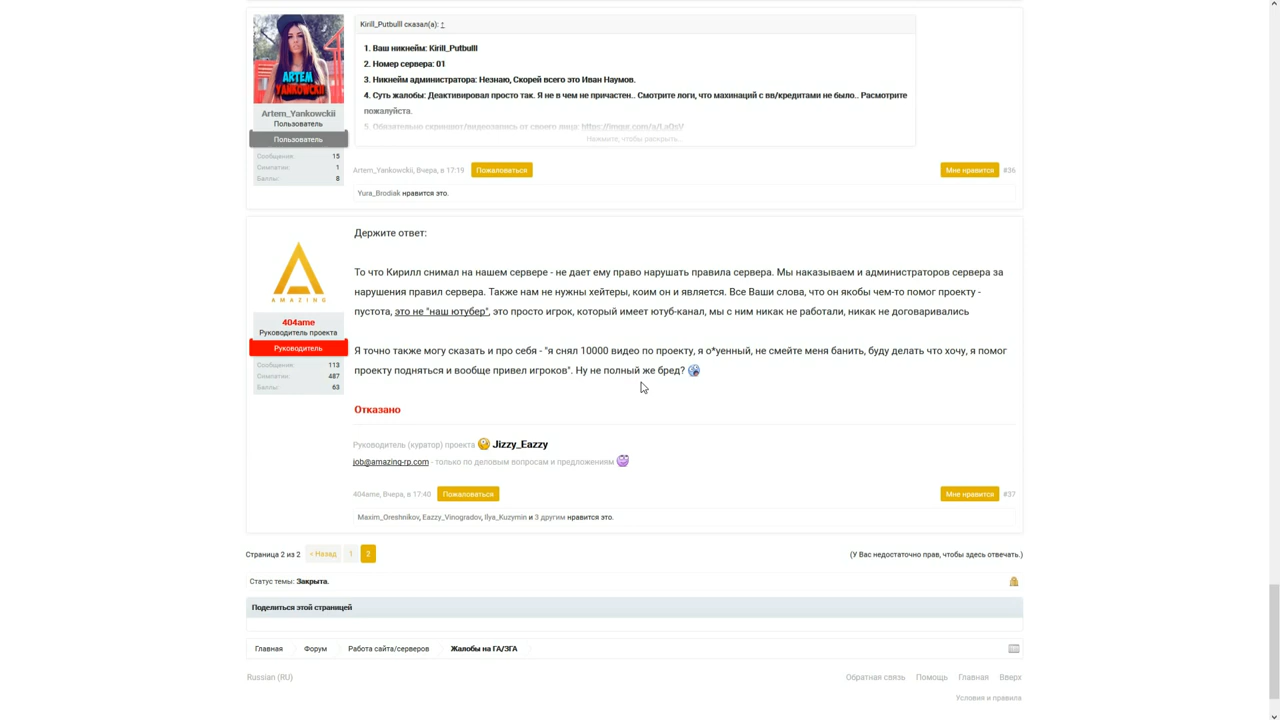 Kirill_Putbulll сказал(а): ↑
1. Ваш никнейм: Kirill_Putbulll
2. Номер сервера: 01
3. Никнейм администратора: Незнаю, Скорей всего это Иван Наумов.
4. Суть жалобы: Деактивировал просто так. Я не в чем не причастен.. Смотрите логи, что махинаций с вв/кредитами не было.. Расмотрите
пожалуйста.
5. Обязательно скриншот/видеозапись от своего лица:
Нажмите, чтобы раскрыть...
ARTEM
YANKOWCKII
Artem_Yankowckii
Пользователь
Пользователь
Сообщения: 15
Симпатии: 1
Баллы: 8
Artem_Yankowckii, Вчера, в 17:19 Пожаловаться Мне нравится #36
Yura_Brodiak нравится это.
AMAZING
404ame
Руководитель проекта
Руководитель
Сообщения: 113
Симпатии: 487
Баллы: 63
Держите ответ:
То что Кирилл снимал на нашем сервере - не дает ему право нарушать правила сервера. Мы наказываем и администраторов сервера за
нарушения правил сервера. Также нам не нужны хейтеры, коим он и является. Все Ваши слова, что он якобы чем-то помог проекту -
пустота, это не "наш ютубер", это просто игрок, который имеет ютуб-канал, мы с ним никак не работали, никак не договаривались
Я точно также могу сказать и про себя - "я снял 10000 видео по проекту, я о*уенный, не смейте меня банить, буду делать что хочу, я помог
проекту подняться и вообще привел игроков". Ну не полный же бред?
Отказано
Руководитель (куратор) проекта Jizzy_Eazzy
job@amazing-rp.com - только по деловым вопросам и предложениям
404ame, Вчера, в 17:40 Пожаловаться Мне нравится #37
Maxim_Oreshnikov, Eazzy_Vinogradov, Ilya_Kuzymin и 3 другим нравится это.
Страница 2 из 2 < Назад 1 2 (У Вас недостаточно прав, чтобы здесь отвечать.)
Статус темы: Закрыта.
Поделиться этой страницей
Главная Форум Работа сайта/серверов Жалобы на ГА/ЗГА
Russian (RU) Обратная связь Помощь Главная Вверх
Условия и правила